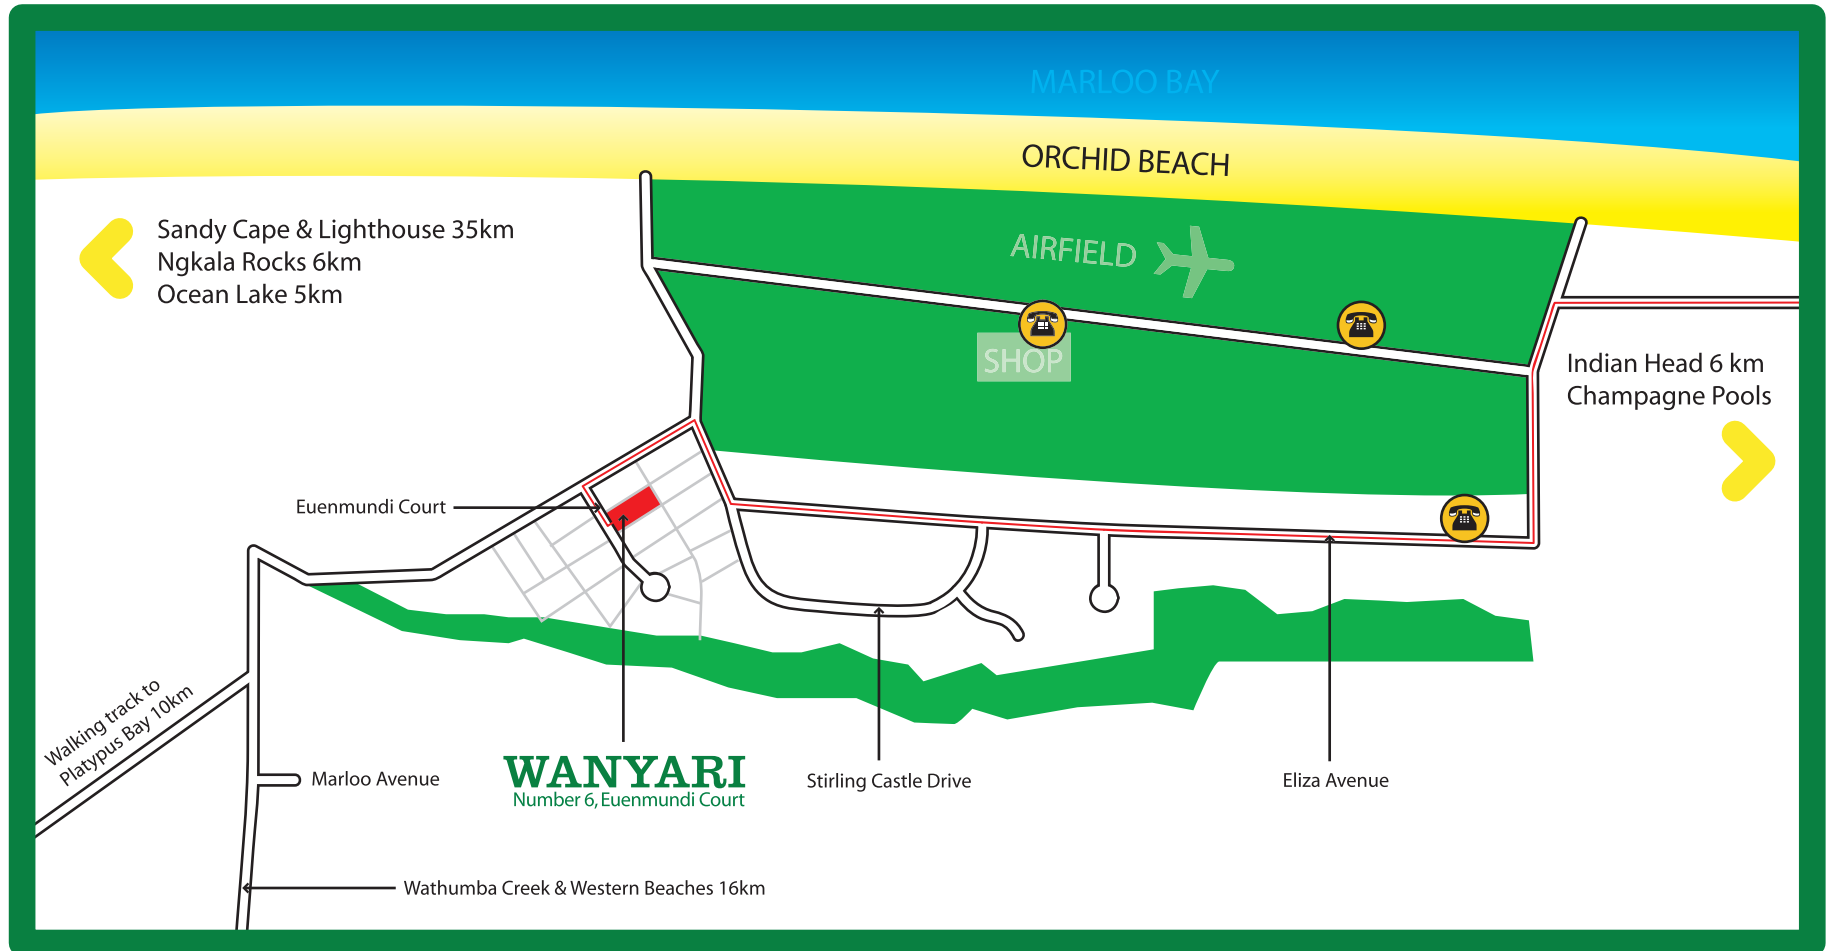 MARLOO BAY
ORCHID BEACH
Sandy Cape & Lighthouse 35km
Ngkala Rocks 6km
Ocean Lake 5km
AIRFIELD
SHOP
Indian Head 6 km
Champagne Pools
Euenmundi Court
Walking track to
Platypus Bay 10km
Marloo Avenue
WANYARI
Number 6, Euenmundi Court
Stirling Castle Drive
Eliza Avenue
Wathumba Creek & Western Beaches 16km